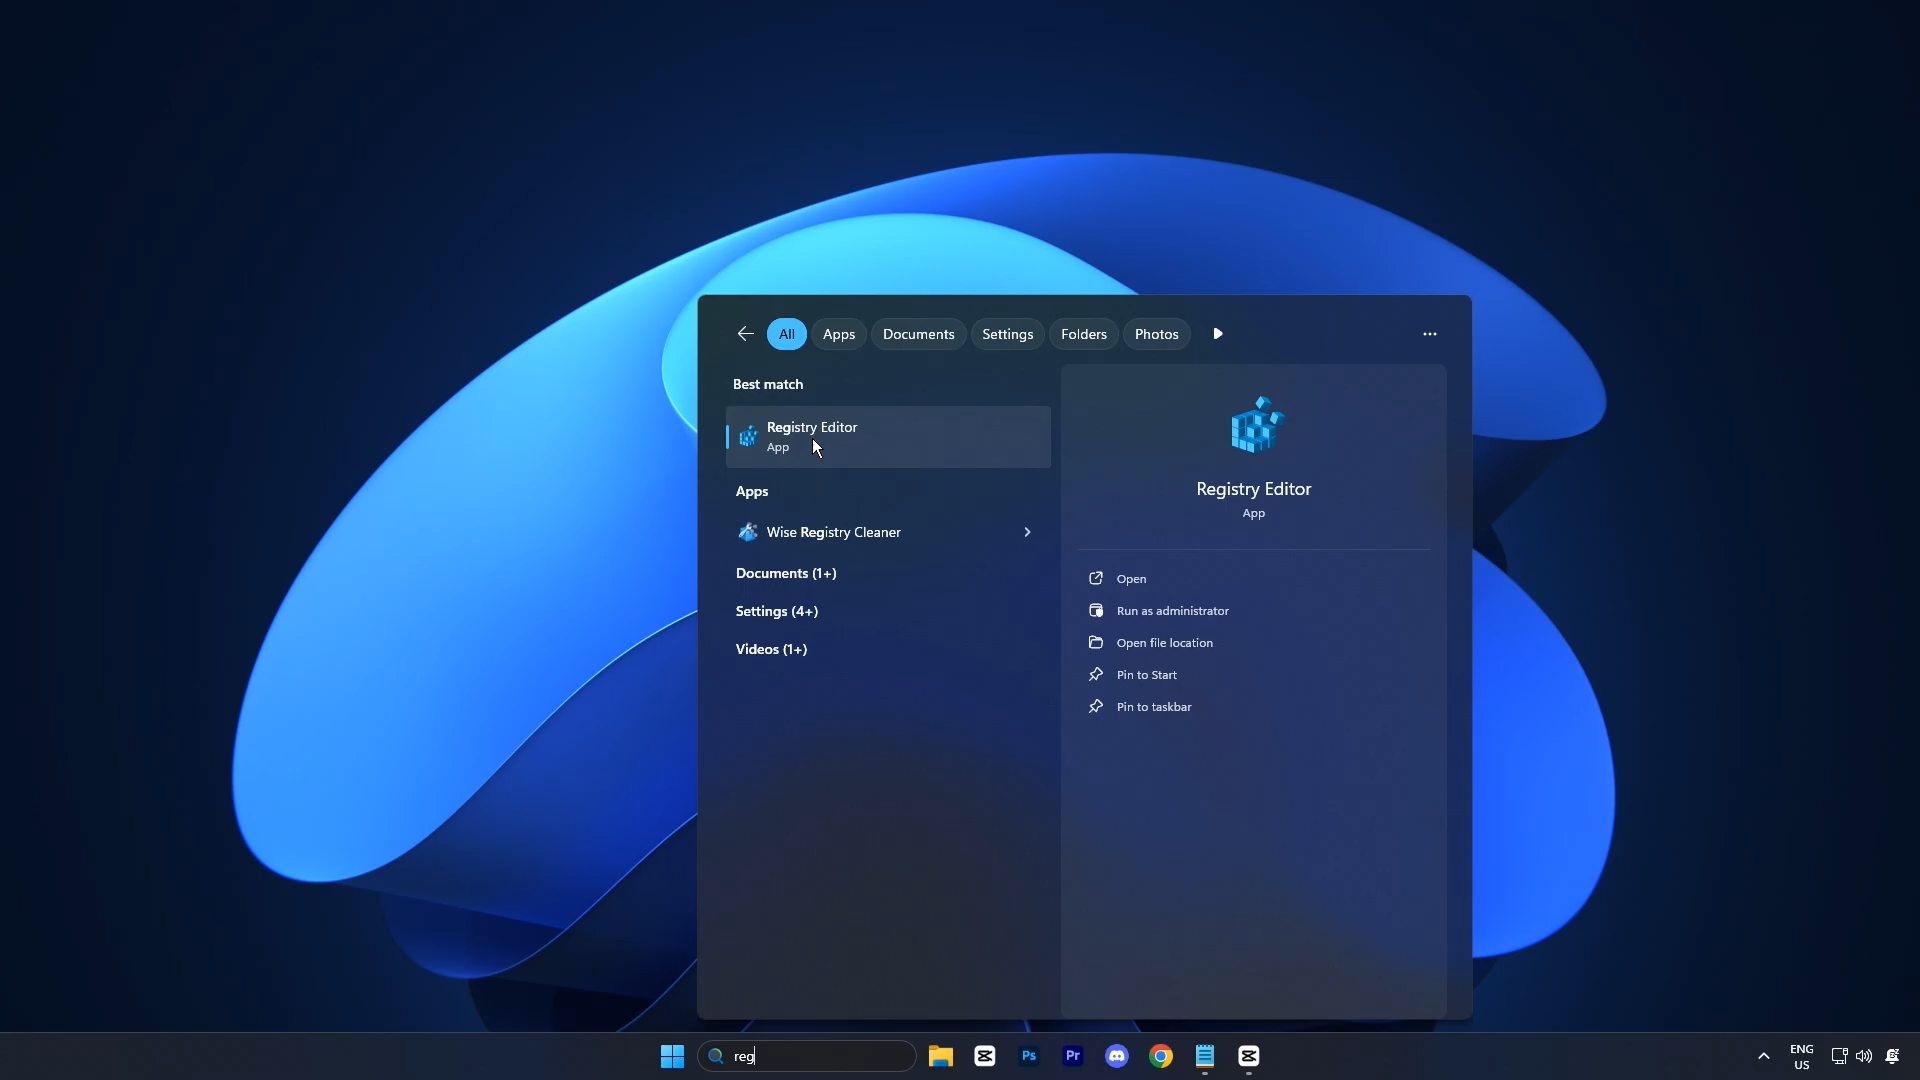 All
Apps
Documents
Settings
Folders
Photos
Best match
Registry Editor
App
Apps
Wise Registry Cleaner
Documents (1+)
Settings (4+)
Videos (1+)
Registry Editor
App
Open
Run as administrator
Open file location
Pin to Start
Pin to taskbar
reg
Ps
Pr
ENG
US